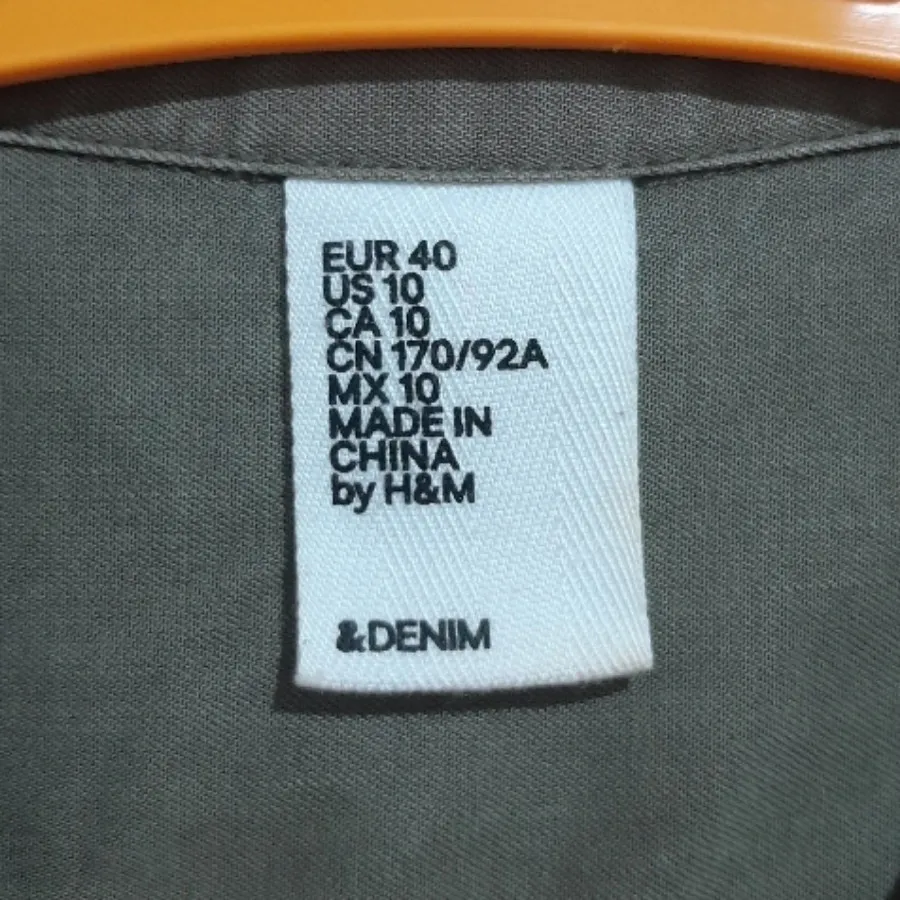 EUR 40
US 10
CA 10
CN 170/92A
MX 10
MADE IN
CHINA
by H&M
&DENIM